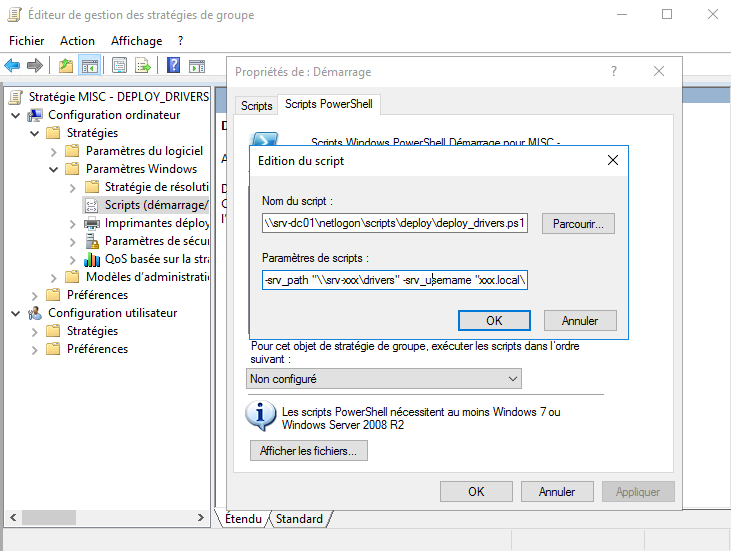 Éditeur de gestion des stratégies de groupe
Fichier Action Affichage ?
Stratégie MISC - DEPLOY_DRIVERS
Configuration ordinateur
Stratégies
Paramètres du logiciel
Paramètres Windows
Stratégie de résoluti
Scripts (démarrage/
Imprimantes déploy
Paramètres de sécur
QoS basée sur la stra
Modèles d'administrati
Préférences
Configuration utilisateur
Stratégies
Préférences
Étendu Standard
Propriétés de : Démarrage ?
Scripts Scripts PowerShell
Scripts Windows PowerShell Démarrage pour MISC -
Edition du script
Nom du script :
\\srv-dc01\netlogon\scripts\deploy\deploy_drivers.ps1 Parcourir...
Paramètres de scripts :
-srv_path "\\srv-xxx\drivers" -srv_username "xxx.local\
OK Annuler
Pour cet objet de stratégie de groupe, exécuter les scripts dans l'ordre
suivant :
Non configuré
Les scripts PowerShell nécessitent au moins Windows 7 ou
Windows Server 2008 R2
Afficher les fichiers...
OK Annuler Appliquer